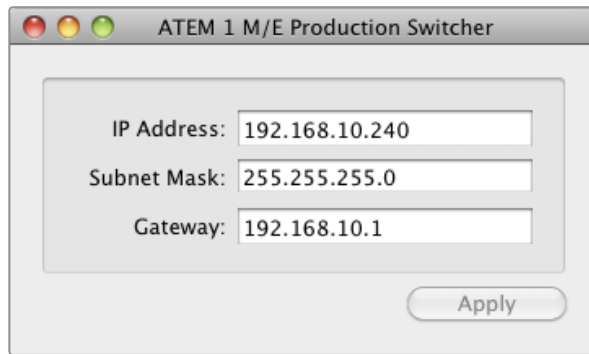 ATEM 1 M/E Production Switcher
IP Address: 192.168.10.240
Subnet Mask: 255.255.255.0
Gateway: 192.168.10.1
Apply